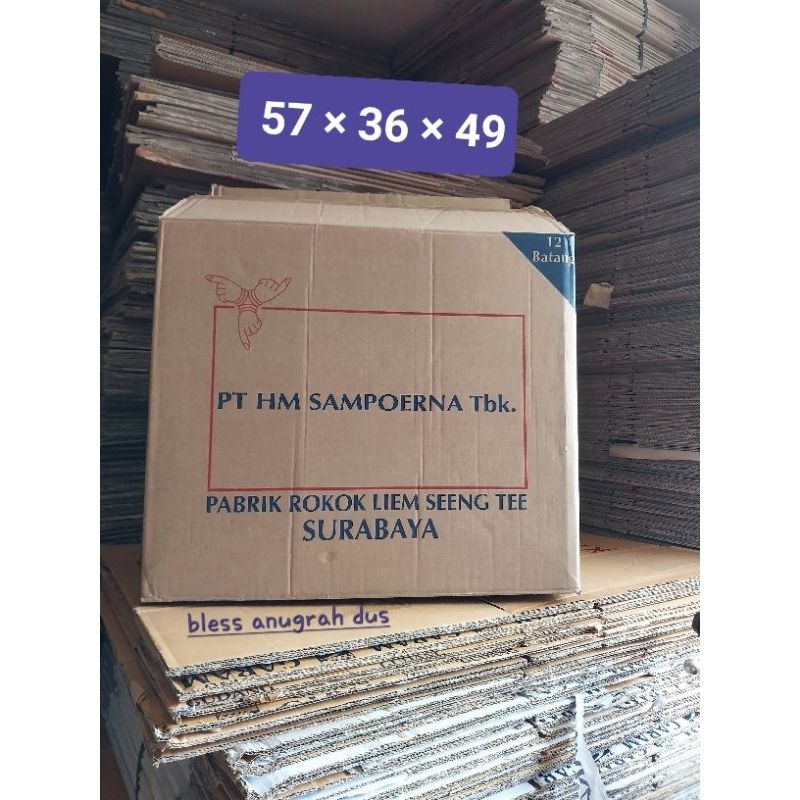 57 × 36 × 49
12
Batang
PT HM SAMPOERNA Tbk.
PABRIK ROKOK LIEM SEENG TEE
SURABAYA
bless anugrah dus